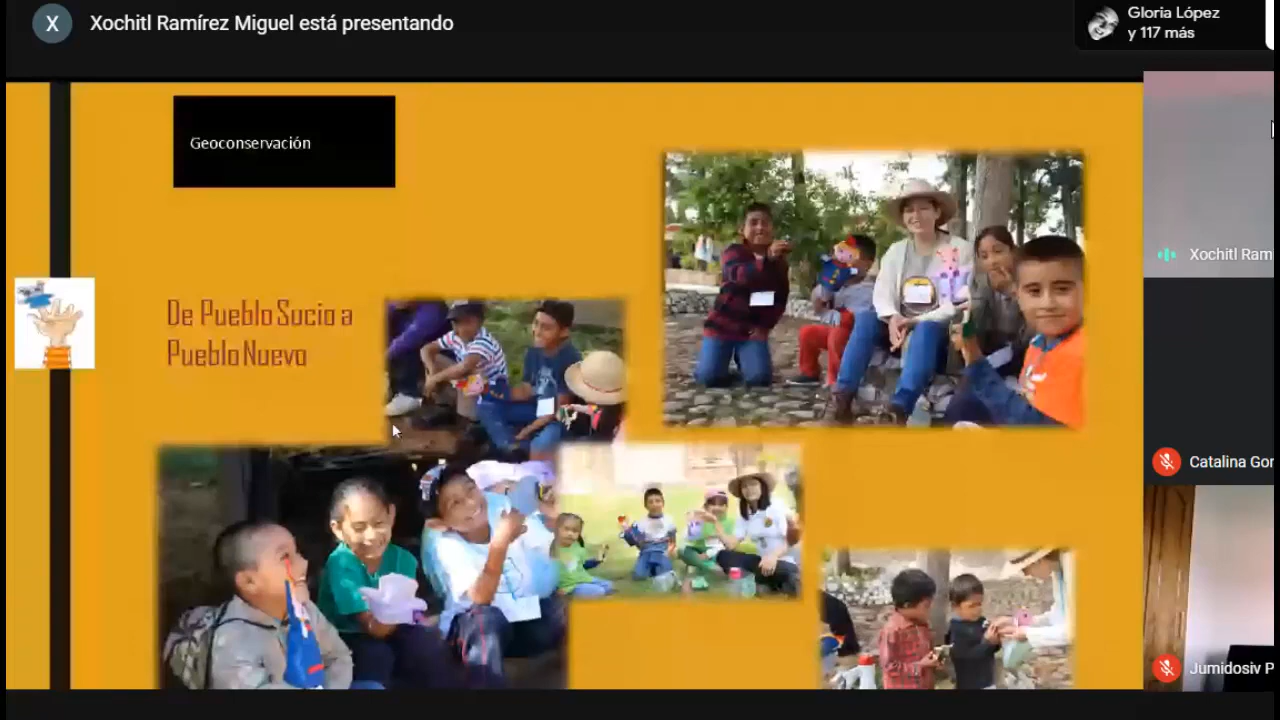 X
Xochitl Ramírez Miguel está presentando
Gloria López
y 117 más
Geoconservación
De Pueblo Sucio a
Pueblo Nuevo
Xochitl Ram
Catalina Gor
Jumidosiv P